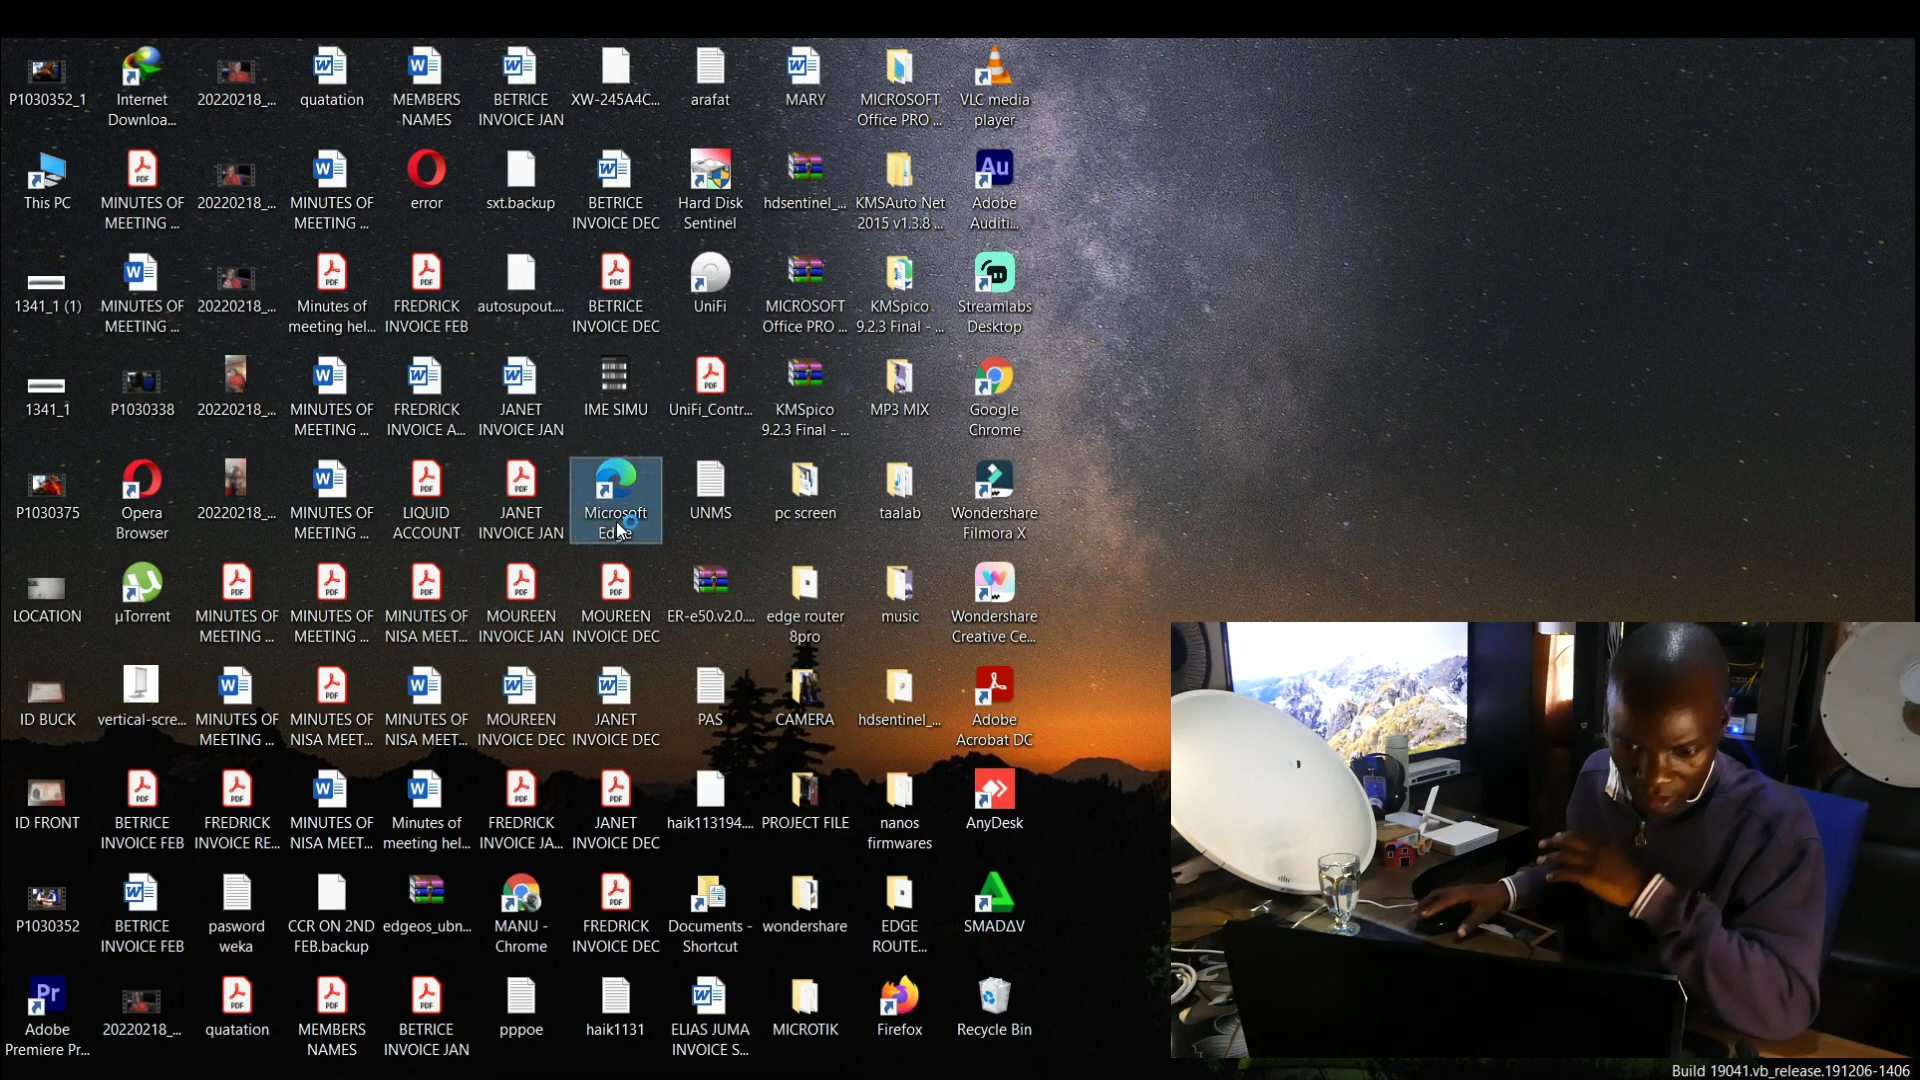 P1030352_1
Internet
Downloa...
20220218_...
quatation
MEMBERS
NAMES
BETRICE
INVOICE JAN
XW-245A4C...
arafat
MARY
MICROSOFT
Office PRO ...
VLC media
player
This PC
MINUTES OF
MEETING ...
20220218_...
MINUTES OF
MEETING ...
error
sxt.backup
BETRICE
INVOICE DEC
Hard Disk
Sentinel
hdsentinel_...
KMSAuto Net
2015 v1.3.8 ...
Adobe
Auditi...
1341_1 (1)
MINUTES OF
MEETING ...
20220218_...
Minutes of
meeting hel...
FREDRICK
INVOICE FEB
autosupout....
BETRICE
INVOICE DEC
UniFi
MICROSOFT
Office PRO ...
KMSpico
9.2.3 Final - ...
Streamlabs
Desktop
1341_1
P1030338
20220218_...
MINUTES OF
MEETING ...
FREDRICK
INVOICE A...
JANET
INVOICE JAN
IME SIMU
UniFi_Contr...
KMSpico
9.2.3 Final - ...
MP3 MIX
Google
Chrome
P1030375
Opera
Browser
20220218_...
MINUTES OF
MEETING ...
LIQUID
ACCOUNT
JANET
INVOICE JAN
Microsoft
Edge
UNMS
pc screen
taalab
Wondershare
Filmora X
LOCATION
µTorrent
MINUTES OF
MEETING ...
MINUTES OF
MEETING ...
MINUTES OF
NISA MEET...
MOUREEN
INVOICE JAN
MOUREEN
INVOICE DEC
ER-e50.v2.0....
edge router
8pro
music
Wondershare
Creative Ce...
ID BUCK
vertical-scre...
MINUTES OF
MEETING ...
MINUTES OF
NISA MEET...
MINUTES OF
NISA MEET...
MOUREEN
INVOICE DEC
JANET
INVOICE DEC
PAS
CAMERA
hdsentinel_...
Adobe
Acrobat DC
ID FRONT
BETRICE
INVOICE FEB
FREDRICK
INVOICE RE...
MINUTES OF
NISA MEET...
Minutes of
meeting hel...
FREDRICK
INVOICE JA...
JANET
INVOICE DEC
haik113194....
PROJECT FILE
nanos
firmwares
AnyDesk
P1030352
BETRICE
INVOICE FEB
pasword
weka
CCR ON 2ND
FEB.backup
edgeos_ubn...
MANU -
Chrome
FREDRICK
INVOICE DEC
Documents -
Shortcut
wondershare
EDGE
ROUTE...
SMADΔV
Adobe
Premiere Pr...
20220218_...
quatation
MEMBERS
NAMES
BETRICE
INVOICE JAN
pppoe
haik1131
ELIAS JUMA
INVOICE S...
MICROTIK
Firefox
Recycle Bin
Build 19041.vb_release.191206-1406